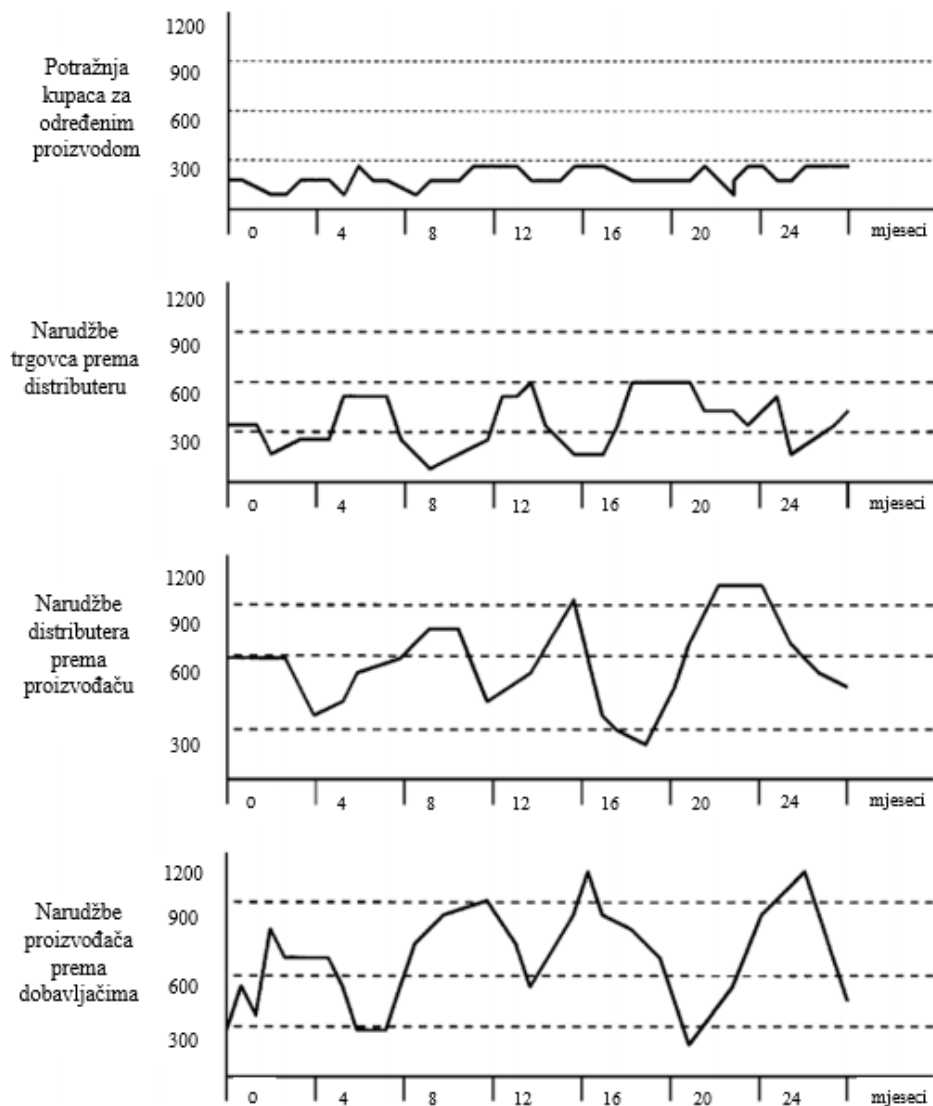 1200
Potražnja
kupaca za
određenim
proizvodom
900
600
300
0 4 8 12 16 20 24 mjeseci
1200
Narudžbe
trgovca prema
distributeru
900
600
300
0 4 8 12 16 20 24 mjeseci
1200
Narudžbe
distributera
prema
proizvođaču
900
600
300
0 4 8 12 16 20 24 mjeseci
1200
Narudžbe
proizvođača
prema
dobavljačima
900
600
300
0 4 8 12 16 20 24 mjeseci